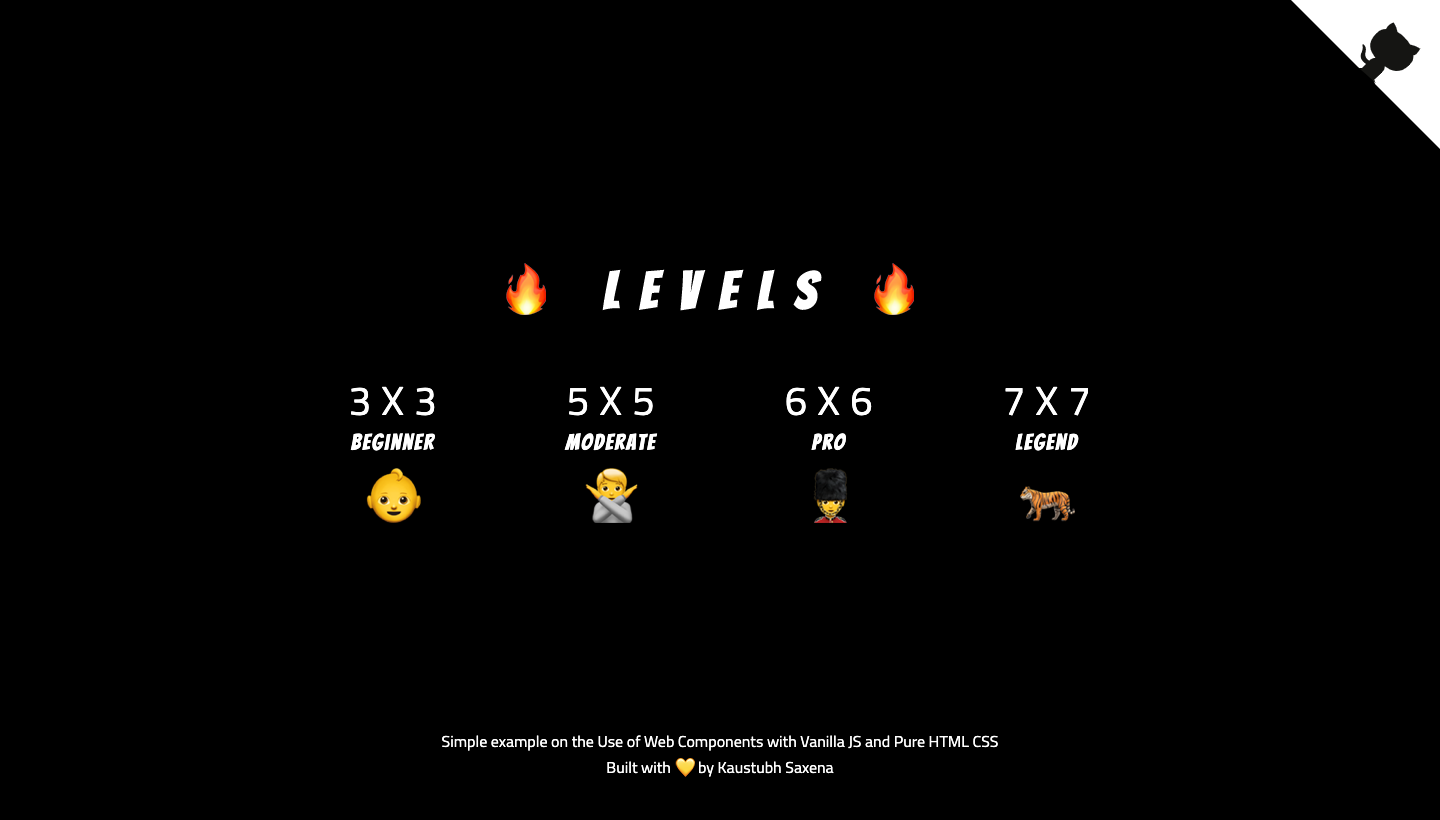 🔥 LEVELS 🔥
3 X 3 5 X 5 6 X 6 7 X 7
BEGINNER MODERATE PRO LEGEND
Simple example on the Use of Web Components with Vanilla JS and Pure HTML CSS
Built with 💛 by Kaustubh Saxena